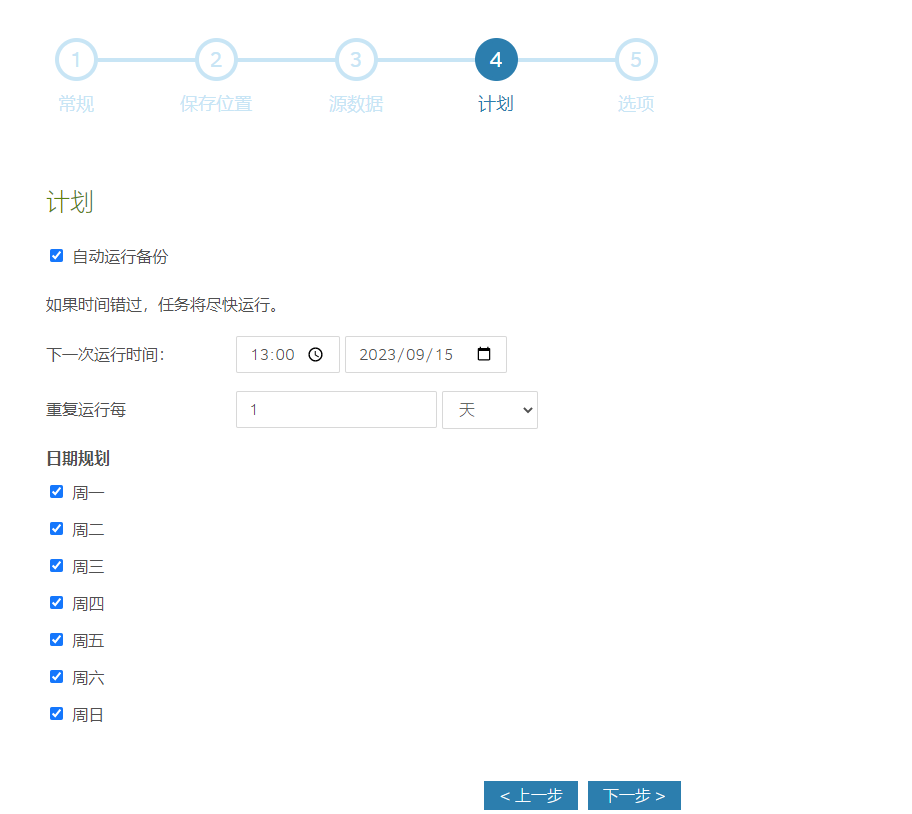 1 2 3 4 5
常规 保存位置 源数据 计划 选项
计划
自动运行备份
如果时间错过，任务将尽快运行。
下一次运行时间： 13:00 2023/09/15
重复运行每 1 天
日期规划
周一
周二
周三
周四
周五
周六
周日
< 上一步 下一步 >